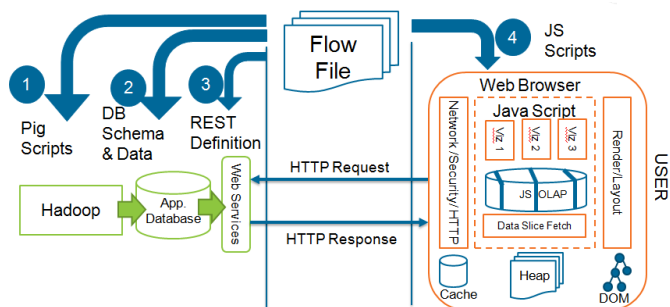 Flow
File
1
2
3
4
JS
Scripts
Pig
Scripts
DB
Schema
& Data
REST
Definition
Web Browser
Java Script
Network /Security/HTTP
Viz 1
Viz 2
Viz 3
Render/Layout
USER
HTTP Request
Hadoop
App.
Database
Web Services
JS OLAP
HTTP Response
Data Slice Fetch
Cache
Heap
DOM